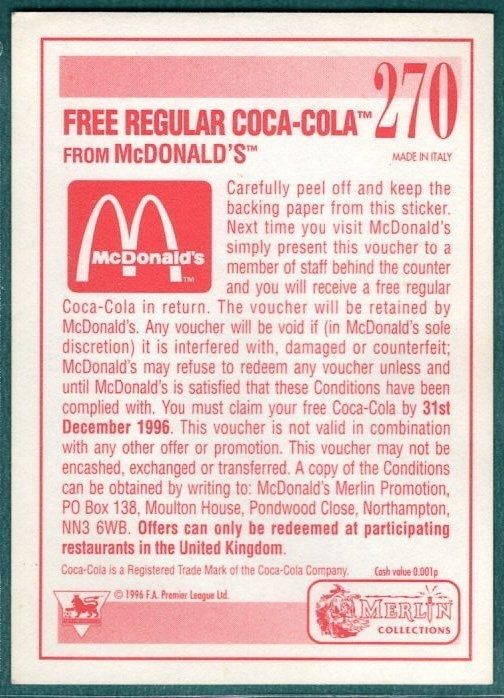 270
FREE REGULAR COCA-COLA™
FROM McDONALD'S™
MADE IN ITALY
McDonald's
TM
Carefully peel off and keep the
backing paper from this sticker.
Next time you visit McDonald's
simply present this voucher to a
member of staff behind the counter
and you will receive a free regular
Coca-Cola in return. The voucher will be retained by
McDonald's. Any voucher will be void if (in McDonald's sole
discretion) it is interfered with, damaged or counterfeit;
McDonald's may refuse to redeem any voucher unless and
until McDonald's is satisfied that these Conditions have been
complied with. You must claim your free Coca-Cola by 31st
December 1996. This voucher is not valid in combination
with any other offer or promotion. This voucher may not be
encashed, exchanged or transferred. A copy of the Conditions
can be obtained by writing to: McDonald's Merlin Promotion,
PO Box 138, Moulton House, Pondwood Close, Northampton,
NN3 6WB. Offers can only be redeemed at participating
restaurants in the United Kingdom.
Coca-Cola is a Registered Trade Mark of the Coca-Cola Company. Cash value 0.001p
© 1996 F.A. Premier League Ltd.
MERLIN
COLLECTIONS